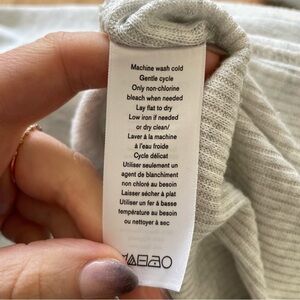 Machine wash cold
Gentle cycle
Only non-chlorine
bleach when needed
Lay flat to dry
Low iron if needed
or dry clean/
Laver à la machine
à l'eau froide
Cycle délicat
Utiliser seulement un
agent de blanchiment
non chloré au besoin
Laisser sécher à plat
Utiliser un fer à basse
température au besoin
ou nettoyer à sec